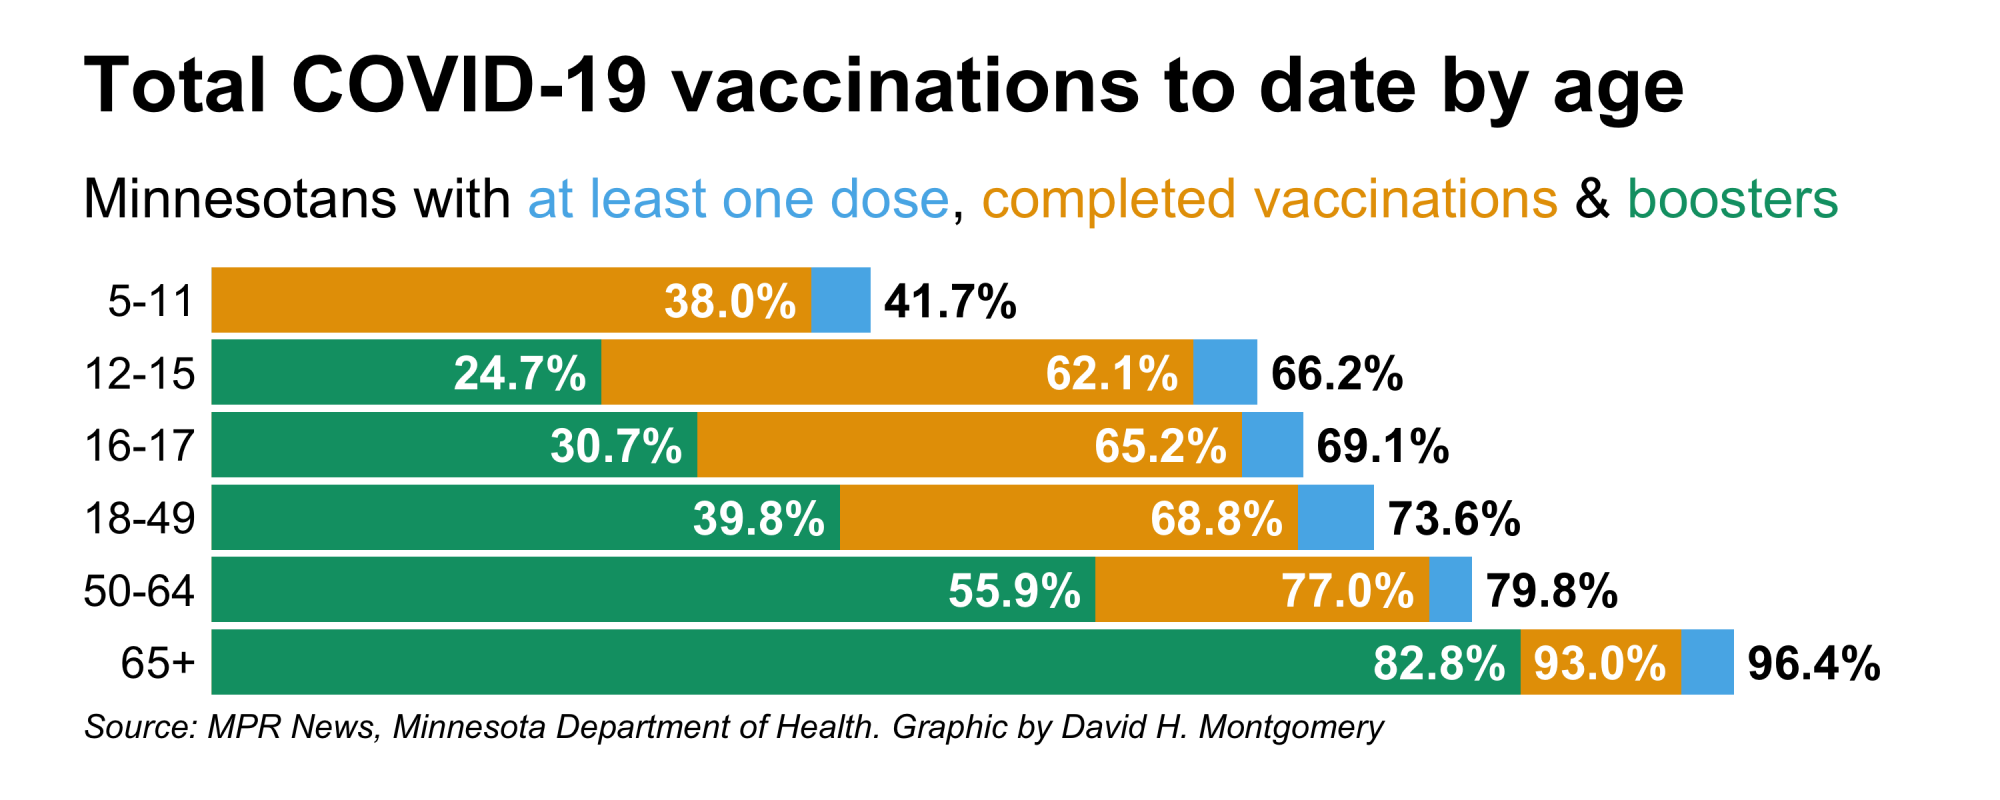 Total COVID-19 vaccinations to date by age
Minnesotans with at least one dose, completed vaccinations & boosters
5-11 38.0% 41.7%
12-15 24.7% 62.1% 66.2%
16-17 30.7% 65.2% 69.1%
18-49 39.8% 68.8% 73.6%
50-64 55.9% 77.0% 79.8%
65+ 82.8% 93.0% 96.4%
Source: MPR News, Minnesota Department of Health. Graphic by David H. Montgomery